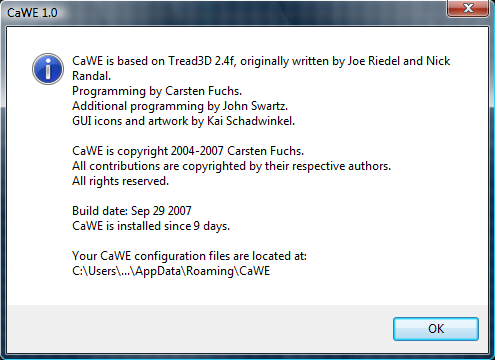 CaWE 1.0
CaWE is based on Tread3D 2.4f, originally written by Joe Riedel and Nick
Randal.
Programming by Carsten Fuchs.
Additional programming by John Swartz.
GUI icons and artwork by Kai Schadwinkel.
CaWE is copyright 2004-2007 Carsten Fuchs.
All contributions are copyrighted by their respective authors.
All rights reserved.
Build date: Sep 29 2007
CaWE is installed since 9 days.
Your CaWE configuration files are located at:
C:\Users\...\AppData\Roaming\CaWE
OK